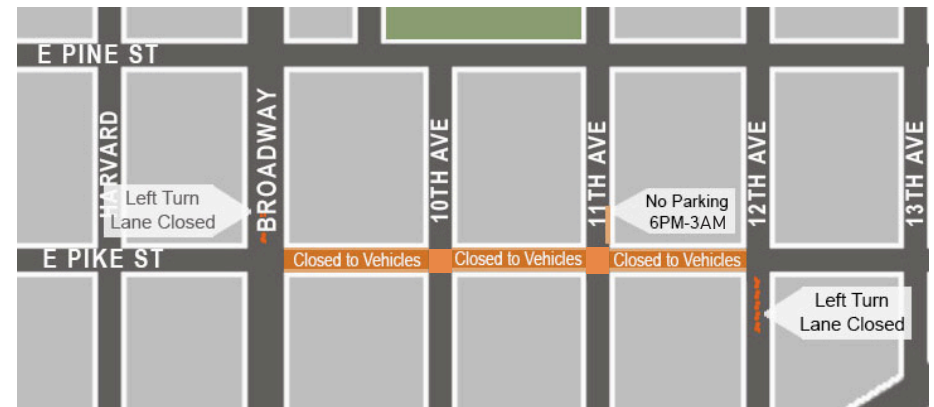 E PINE ST
HARVARD
BROADWAY
10TH AVE
11TH AVE
12TH AVE
13TH AVE
Left Turn
Lane Closed
No Parking
6PM-3AM
E PIKE ST
Closed to Vehicles
Closed to Vehicles
Closed to Vehicles
Left Turn
Lane Closed